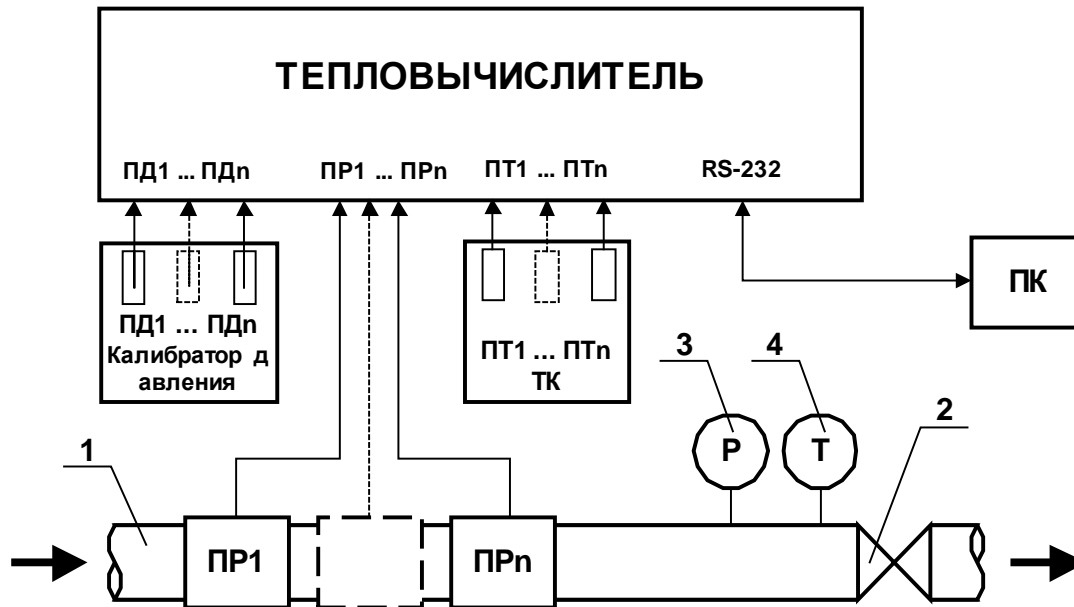 ТЕПЛОВЫЧИСЛИТЕЛЬ
ПД1 ... ПДn ПР1 ... ПРn ПТ1 ... ПТn RS-232
ПД1 ... ПДn
Калибратор д
авления
ПТ1 ... ПТn
ТК
ПК
1
3
4
2
P
T
ПР1
ПРn